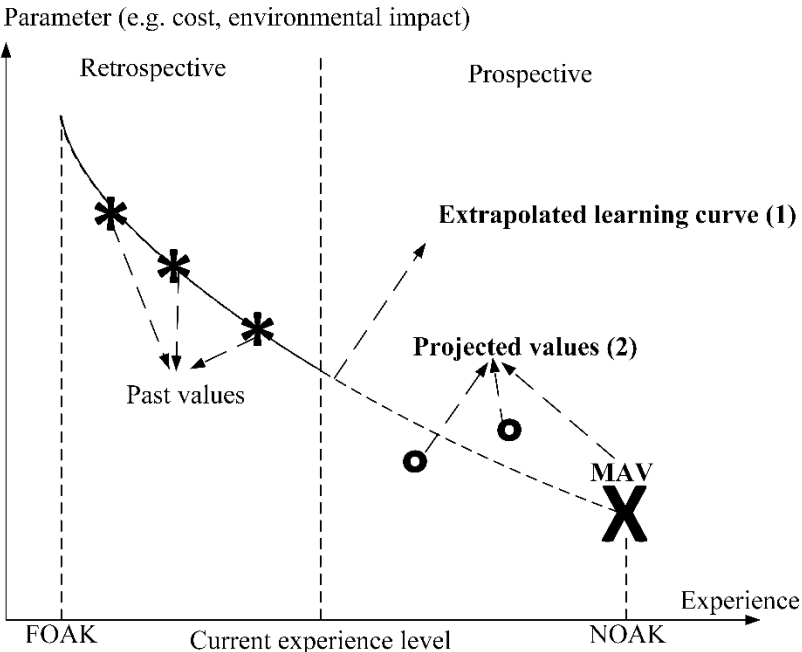 Parameter (e.g. cost, environmental impact)
Retrospective
Prospective
Extrapolated learning curve (1)
Projected values (2)
Past values
MAV
X
Experience
FOAK
Current experience level
NOAK